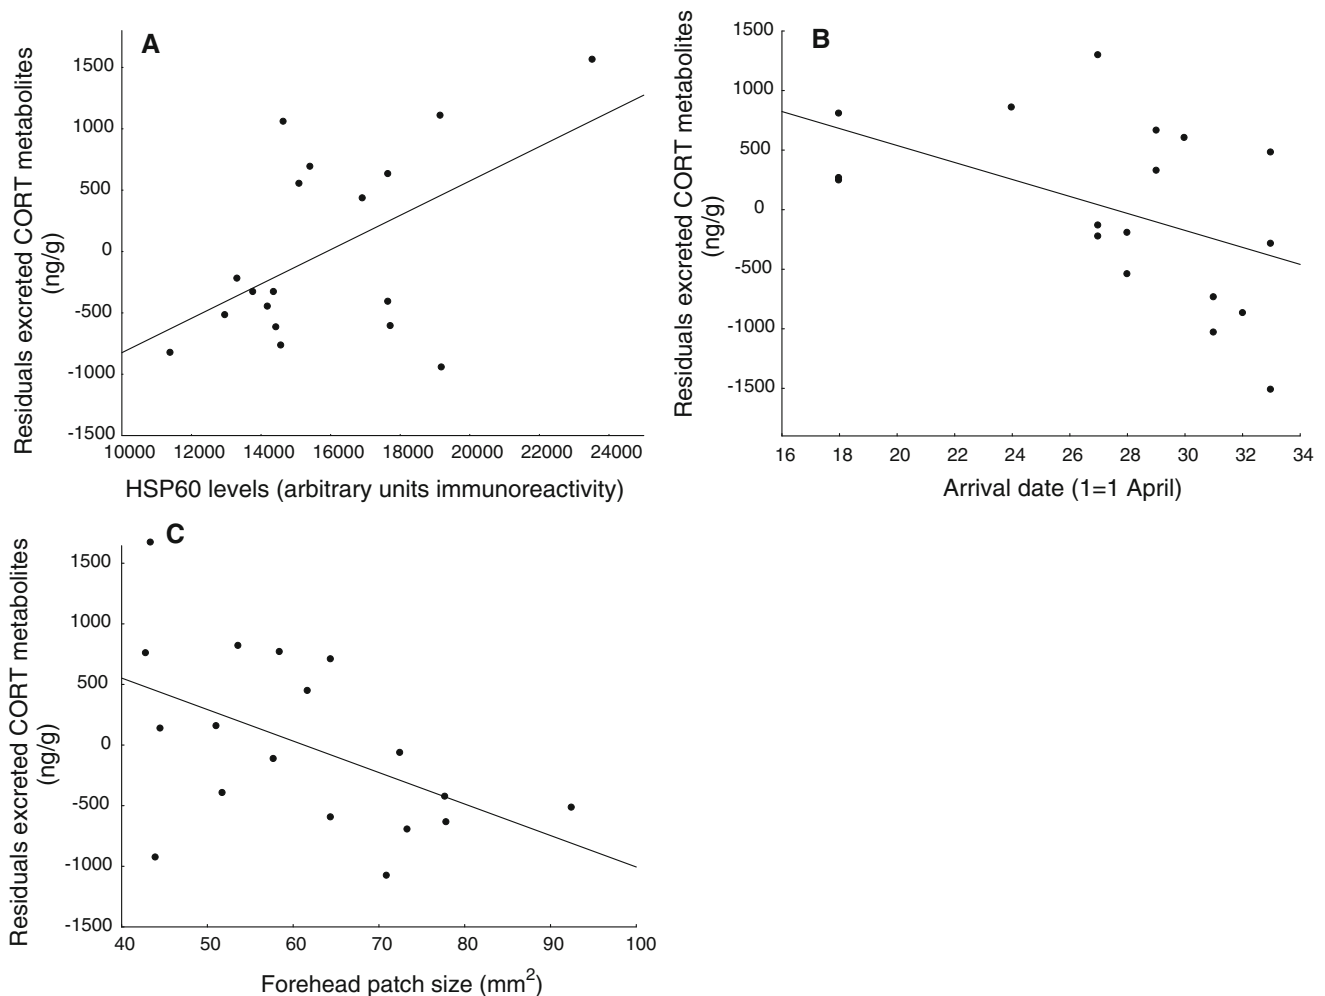 A
Residuals excreted CORT metabolites
(ng/g)
1500
1000
500
0
-500
-1000
-1500
10000 12000 14000 16000 18000 20000 22000 24000
HSP60 levels (arbitrary units immunoreactivity)
B
Residuals excreted CORT metabolites
(ng/g)
1500
1000
500
0
-500
-1000
-1500
16 18 20 22 24 26 28 30 32 34
Arrival date (1=1 April)
C
Residuals excreted CORT metabolites
(ng/g)
1500
1000
500
0
-500
-1000
-1500
40 50 60 70 80 90 100
Forehead patch size (mm²)